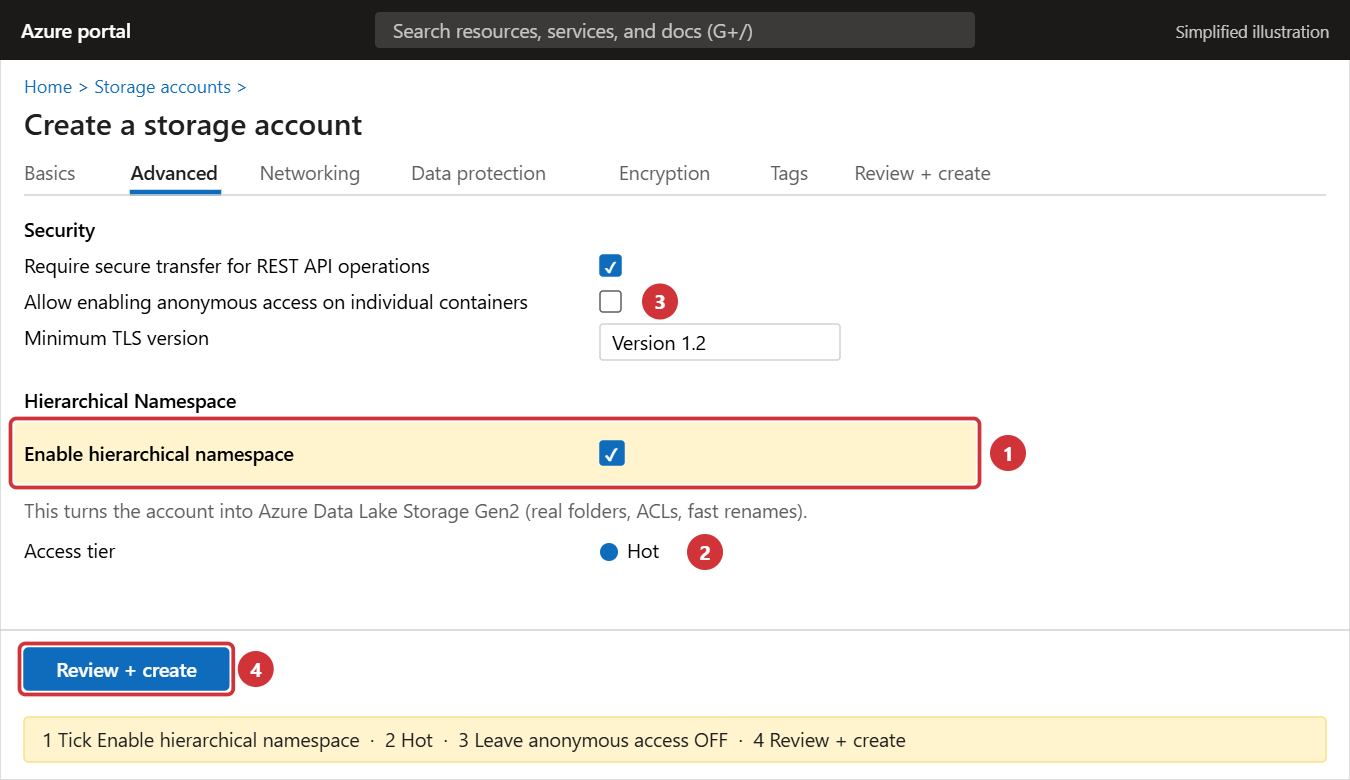 Azure portal
Search resources, services, and docs (G+/)
Simplified illustration
Home > Storage accounts >
Create a storage account
Basics Advanced Networking Data protection Encryption Tags Review + create
Security
Require secure transfer for REST API operations
Allow enabling anonymous access on individual containers 3
Minimum TLS version Version 1.2
Hierarchical Namespace
Enable hierarchical namespace 1
This turns the account into Azure Data Lake Storage Gen2 (real folders, ACLs, fast renames).
Access tier Hot 2
Review + create 4
1 Tick Enable hierarchical namespace · 2 Hot · 3 Leave anonymous access OFF · 4 Review + create